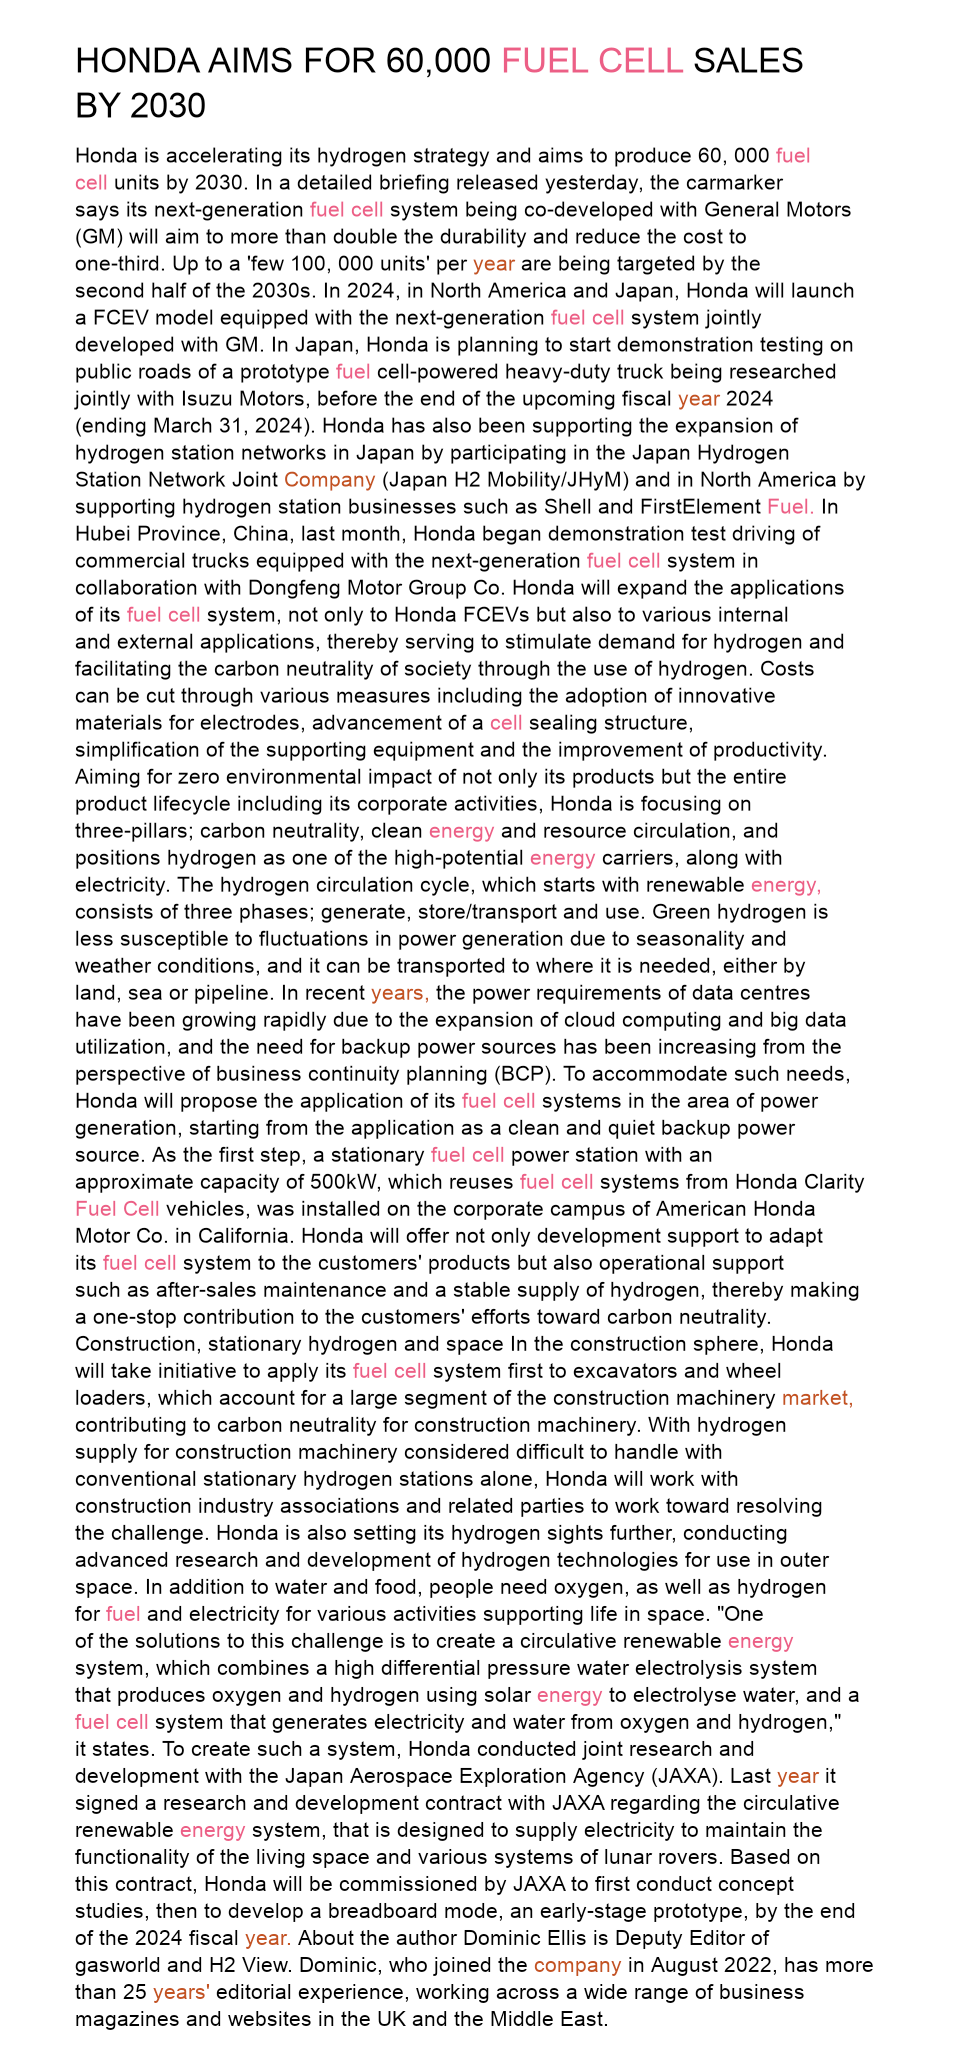 HONDA AIMS FOR 60,000 FUEL CELL SALES
BY 2030
Honda is accelerating its hydrogen strategy and aims to produce 60, 000 fuel
cell units by 2030. In a detailed briefing released yesterday, the carmarker
says its next-generation fuel cell system being co-developed with General Motors
(GM) will aim to more than double the durability and reduce the cost to
one-third. Up to a 'few 100, 000 units' per year are being targeted by the
second half of the 2030s. In 2024, in North America and Japan, Honda will launch
a FCEV model equipped with the next-generation fuel cell system jointly
developed with GM. In Japan, Honda is planning to start demonstration testing on
public roads of a prototype fuel cell-powered heavy-duty truck being researched
jointly with Isuzu Motors, before the end of the upcoming fiscal year 2024
(ending March 31, 2024). Honda has also been supporting the expansion of
hydrogen station networks in Japan by participating in the Japan Hydrogen
Station Network Joint Company (Japan H2 Mobility/JHyM) and in North America by
supporting hydrogen station businesses such as Shell and FirstElement Fuel. In
Hubei Province, China, last month, Honda began demonstration test driving of
commercial trucks equipped with the next-generation fuel cell system in
collaboration with Dongfeng Motor Group Co. Honda will expand the applications
of its fuel cell system, not only to Honda FCEVs but also to various internal
and external applications, thereby serving to stimulate demand for hydrogen and
facilitating the carbon neutrality of society through the use of hydrogen. Costs
can be cut through various measures including the adoption of innovative
materials for electrodes, advancement of a cell sealing structure,
simplification of the supporting equipment and the improvement of productivity.
Aiming for zero environmental impact of not only its products but the entire
product lifecycle including its corporate activities, Honda is focusing on
three-pillars; carbon neutrality, clean energy and resource circulation, and
positions hydrogen as one of the high-potential energy carriers, along with
electricity. The hydrogen circulation cycle, which starts with renewable energy,
consists of three phases; generate, store/transport and use. Green hydrogen is
less susceptible to fluctuations in power generation due to seasonality and
weather conditions, and it can be transported to where it is needed, either by
land, sea or pipeline. In recent years, the power requirements of data centres
have been growing rapidly due to the expansion of cloud computing and big data
utilization, and the need for backup power sources has been increasing from the
perspective of business continuity planning (BCP). To accommodate such needs,
Honda will propose the application of its fuel cell systems in the area of power
generation, starting from the application as a clean and quiet backup power
source. As the first step, a stationary fuel cell power station with an
approximate capacity of 500kW, which reuses fuel cell systems from Honda Clarity
Fuel Cell vehicles, was installed on the corporate campus of American Honda
Motor Co. in California. Honda will offer not only development support to adapt
its fuel cell system to the customers' products but also operational support
such as after-sales maintenance and a stable supply of hydrogen, thereby making
a one-stop contribution to the customers' efforts toward carbon neutrality.
Construction, stationary hydrogen and space In the construction sphere, Honda
will take initiative to apply its fuel cell system first to excavators and wheel
loaders, which account for a large segment of the construction machinery market,
contributing to carbon neutrality for construction machinery. With hydrogen
supply for construction machinery considered difficult to handle with
conventional stationary hydrogen stations alone, Honda will work with
construction industry associations and related parties to work toward resolving
the challenge. Honda is also setting its hydrogen sights further, conducting
advanced research and development of hydrogen technologies for use in outer
space. In addition to water and food, people need oxygen, as well as hydrogen
for fuel and electricity for various activities supporting life in space. "One
of the solutions to this challenge is to create a circulative renewable energy
system, which combines a high differential pressure water electrolysis system
that produces oxygen and hydrogen using solar energy to electrolyse water, and a
fuel cell system that generates electricity and water from oxygen and hydrogen,"
it states. To create such a system, Honda conducted joint research and
development with the Japan Aerospace Exploration Agency (JAXA). Last year it
signed a research and development contract with JAXA regarding the circulative
renewable energy system, that is designed to supply electricity to maintain the
functionality of the living space and various systems of lunar rovers. Based on
this contract, Honda will be commissioned by JAXA to first conduct concept
studies, then to develop a breadboard mode, an early-stage prototype, by the end
of the 2024 fiscal year. About the author Dominic Ellis is Deputy Editor of
gasworld and H2 View. Dominic, who joined the company in August 2022, has more
than 25 years' editorial experience, working across a wide range of business
magazines and websites in the UK and the Middle East.